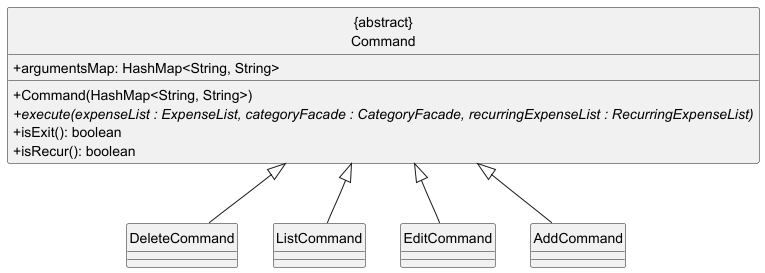 {abstract}
Command
+argumentsMap: HashMap<String, String>
+Command(HashMap<String, String>)
+execute(expenseList : ExpenseList, categoryFacade : CategoryFacade, recurringExpenseList : RecurringExpenseList)
+isExit(): boolean
+isRecur(): boolean
DeleteCommand
ListCommand
EditCommand
AddCommand